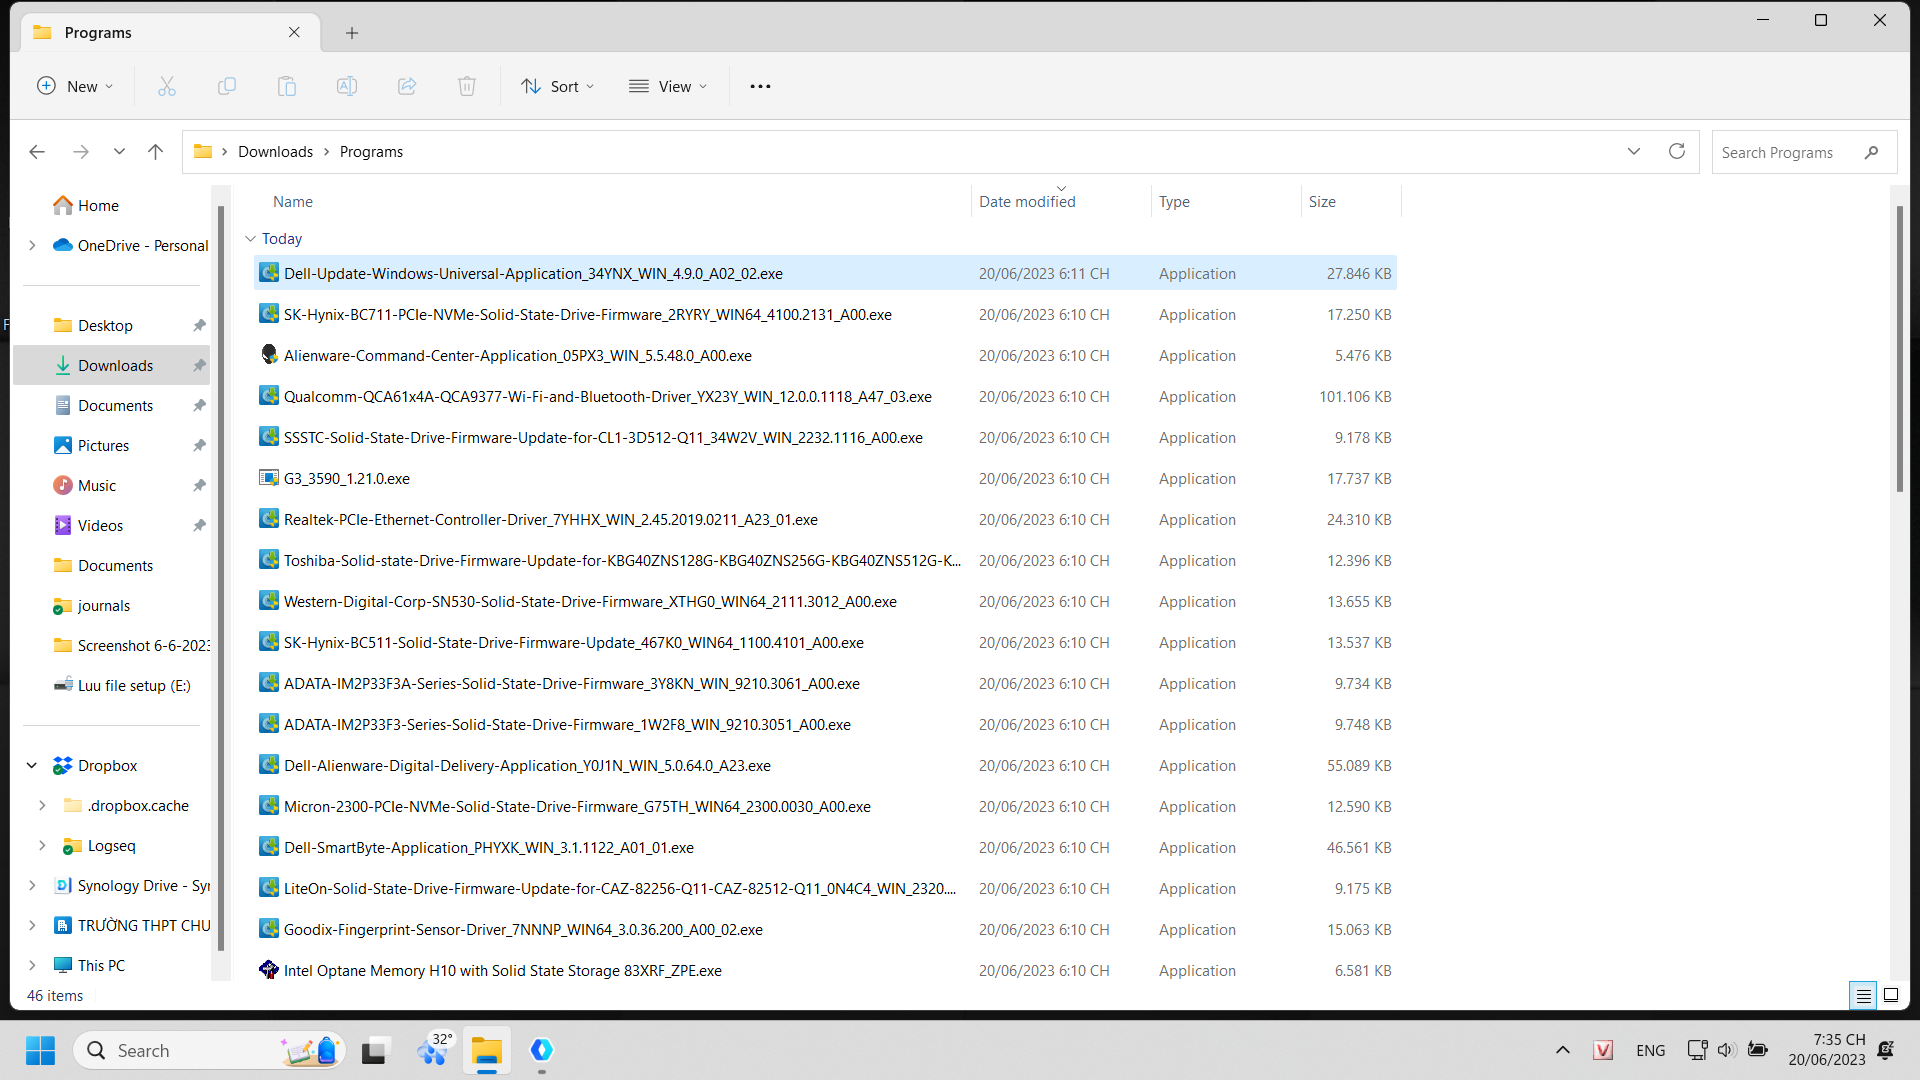 Programs
New
Sort
View
Downloads
Programs
Search Programs
Home
OneDrive - Personal
Desktop
Downloads
Documents
Pictures
Music
Videos
Documents
journals
Screenshot 6-6-2023
Luu file setup (E:)
Dropbox
.dropbox.cache
Logseq
Synology Drive - Syn
TRƯỜNG THPT CHU
This PC
Name Date modified Type Size
Today
Dell-Update-Windows-Universal-Application_34YNX_WIN_4.9.0_A02_02.exe 20/06/2023 6:11 CH Application 27.846 KB
SK-Hynix-BC711-PCIe-NVMe-Solid-State-Drive-Firmware_2RYRY_WIN64_4100.2131_A00.exe 20/06/2023 6:10 CH Application 17.250 KB
Alienware-Command-Center-Application_05PX3_WIN_5.5.48.0_A00.exe 20/06/2023 6:10 CH Application 5.476 KB
Qualcomm-QCA61x4A-QCA9377-Wi-Fi-and-Bluetooth-Driver_YX23Y_WIN_12.0.0.1118_A47_03.exe 20/06/2023 6:10 CH Application 101.106 KB
SSSTC-Solid-State-Drive-Firmware-Update-for-CL1-3D512-Q11_34W2V_WIN_2232.1116_A00.exe 20/06/2023 6:10 CH Application 9.178 KB
G3_3590_1.21.0.exe 20/06/2023 6:10 CH Application 17.737 KB
Realtek-PCIe-Ethernet-Controller-Driver_7YHHX_WIN_2.45.2019.0211_A23_01.exe 20/06/2023 6:10 CH Application 24.310 KB
Toshiba-Solid-state-Drive-Firmware-Update-for-KBG40ZNS128G-KBG40ZNS256G-KBG40ZNS512G-K... 20/06/2023 6:10 CH Application 12.396 KB
Western-Digital-Corp-SN530-Solid-State-Drive-Firmware_XTHG0_WIN64_2111.3012_A00.exe 20/06/2023 6:10 CH Application 13.655 KB
SK-Hynix-BC511-Solid-State-Drive-Firmware-Update_467K0_WIN64_1100.4101_A00.exe 20/06/2023 6:10 CH Application 13.537 KB
ADATA-IM2P33F3A-Series-Solid-State-Drive-Firmware_3Y8KN_WIN_9210.3061_A00.exe 20/06/2023 6:10 CH Application 9.734 KB
ADATA-IM2P33F3-Series-Solid-State-Drive-Firmware_1W2F8_WIN_9210.3051_A00.exe 20/06/2023 6:10 CH Application 9.748 KB
Dell-Alienware-Digital-Delivery-Application_Y0J1N_WIN_5.0.64.0_A23.exe 20/06/2023 6:10 CH Application 55.089 KB
Micron-2300-PCIe-NVMe-Solid-State-Drive-Firmware_G75TH_WIN64_2300.0030_A00.exe 20/06/2023 6:10 CH Application 12.590 KB
Dell-SmartByte-Application_PHYXK_WIN_3.1.1122_A01_01.exe 20/06/2023 6:10 CH Application 46.561 KB
LiteOn-Solid-State-Drive-Firmware-Update-for-CAZ-82256-Q11-CAZ-82512-Q11_0N4C4_WIN_2320.... 20/06/2023 6:10 CH Application 9.175 KB
Goodix-Fingerprint-Sensor-Driver_7NNNP_WIN64_3.0.36.200_A00_02.exe 20/06/2023 6:10 CH Application 15.063 KB
Intel Optane Memory H10 with Solid State Storage 83XRF_ZPE.exe 20/06/2023 6:10 CH Application 6.581 KB
46 items
Search
32°
ENG
7:35 CH
20/06/2023